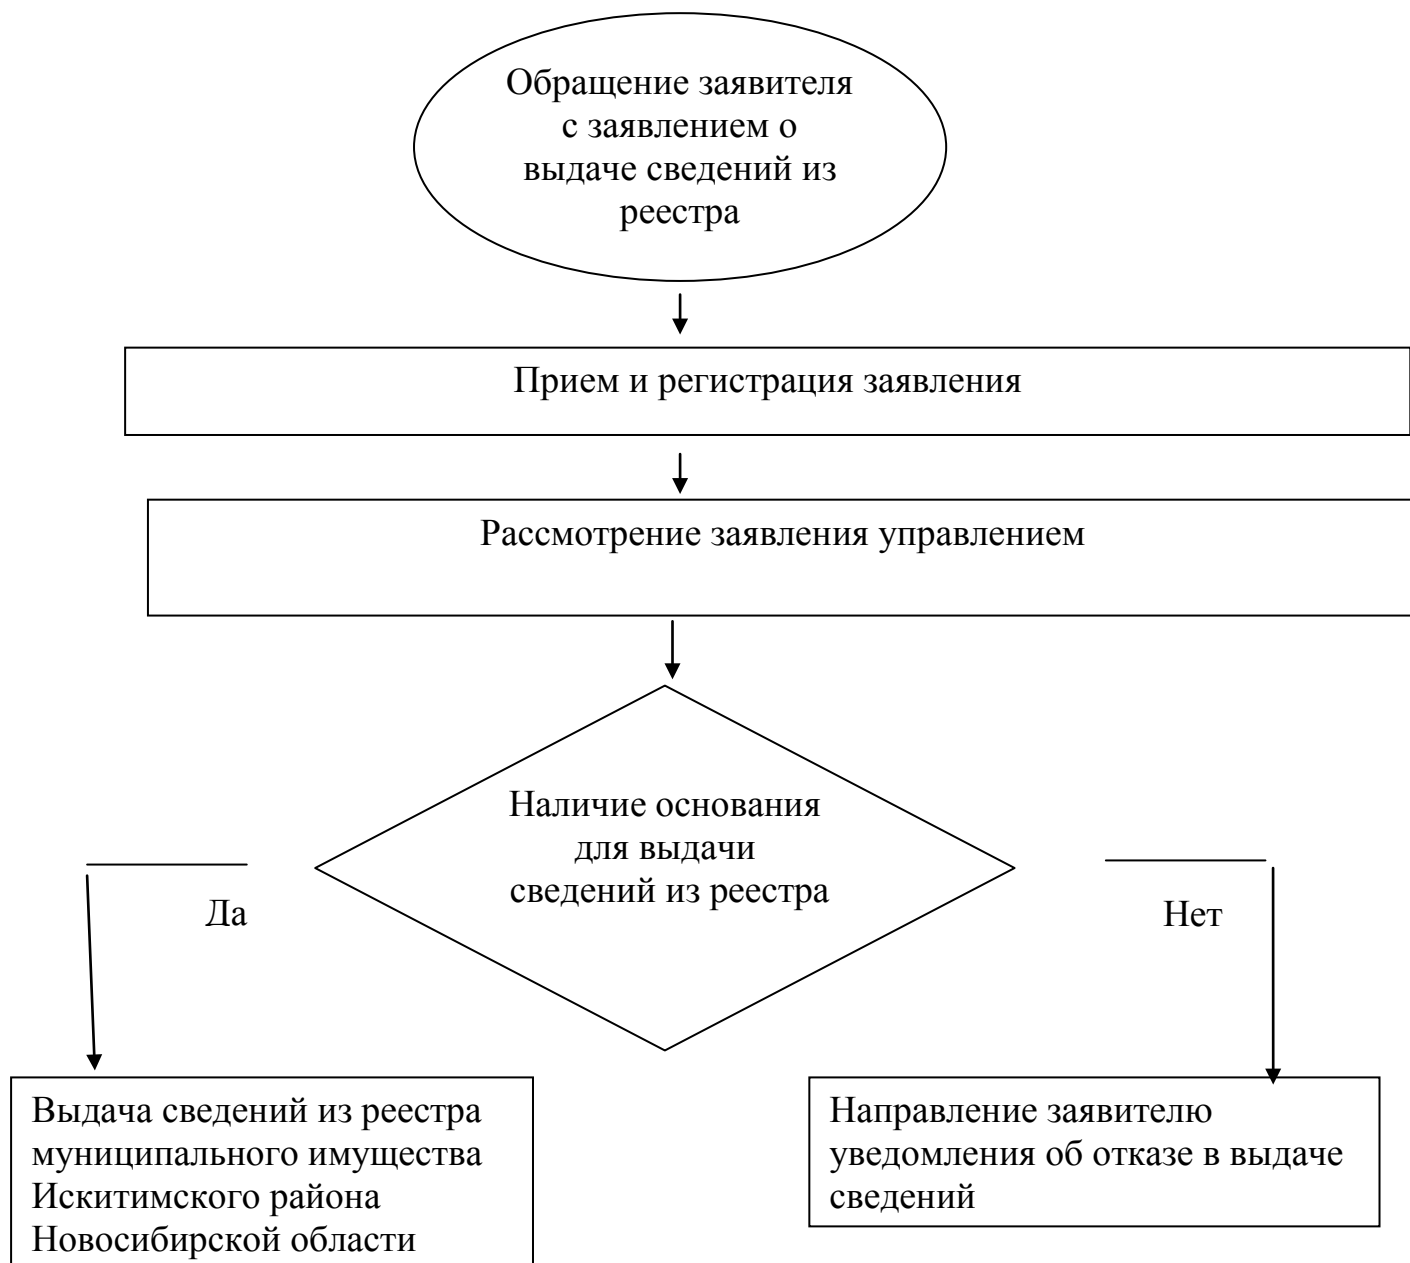 Обращение заявителя
с заявлением о
выдаче сведений из
реестра
Прием и регистрация заявления
Рассмотрение заявления управлением
Наличие основания
для выдачи
сведений из реестра
Да
Нет
Выдача сведений из реестра
муниципального имущества
Искитимского района
Новосибирской области
Направление заявителю
уведомления об отказе в выдаче
сведений